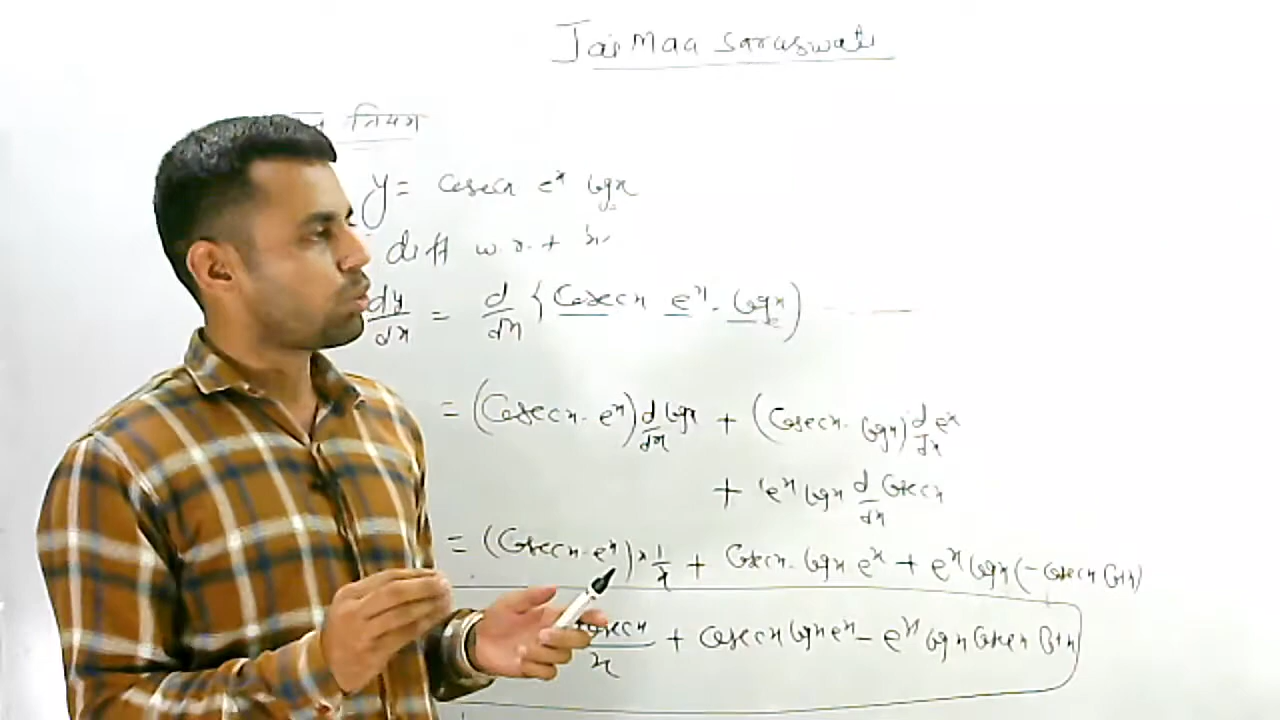 Jai Maa Saraswati
नियम
y = Cosecx eˣ logx
diff w.r.t x
dy/dx = d/dx {Cosecx eˣ · logx)
= (Cosecx · eˣ) d/dx logx + (Cosecx · logx) d/dx eˣ
+ eˣ logx d/dx Cosecx
= (Cosecx · eˣ) × 1/x + Cosecx · logx eˣ + eˣ logx (- Cosecx Cotx)
cosecx/x + Cosecx logx eˣ - eˣ logx Cosecx Cotx